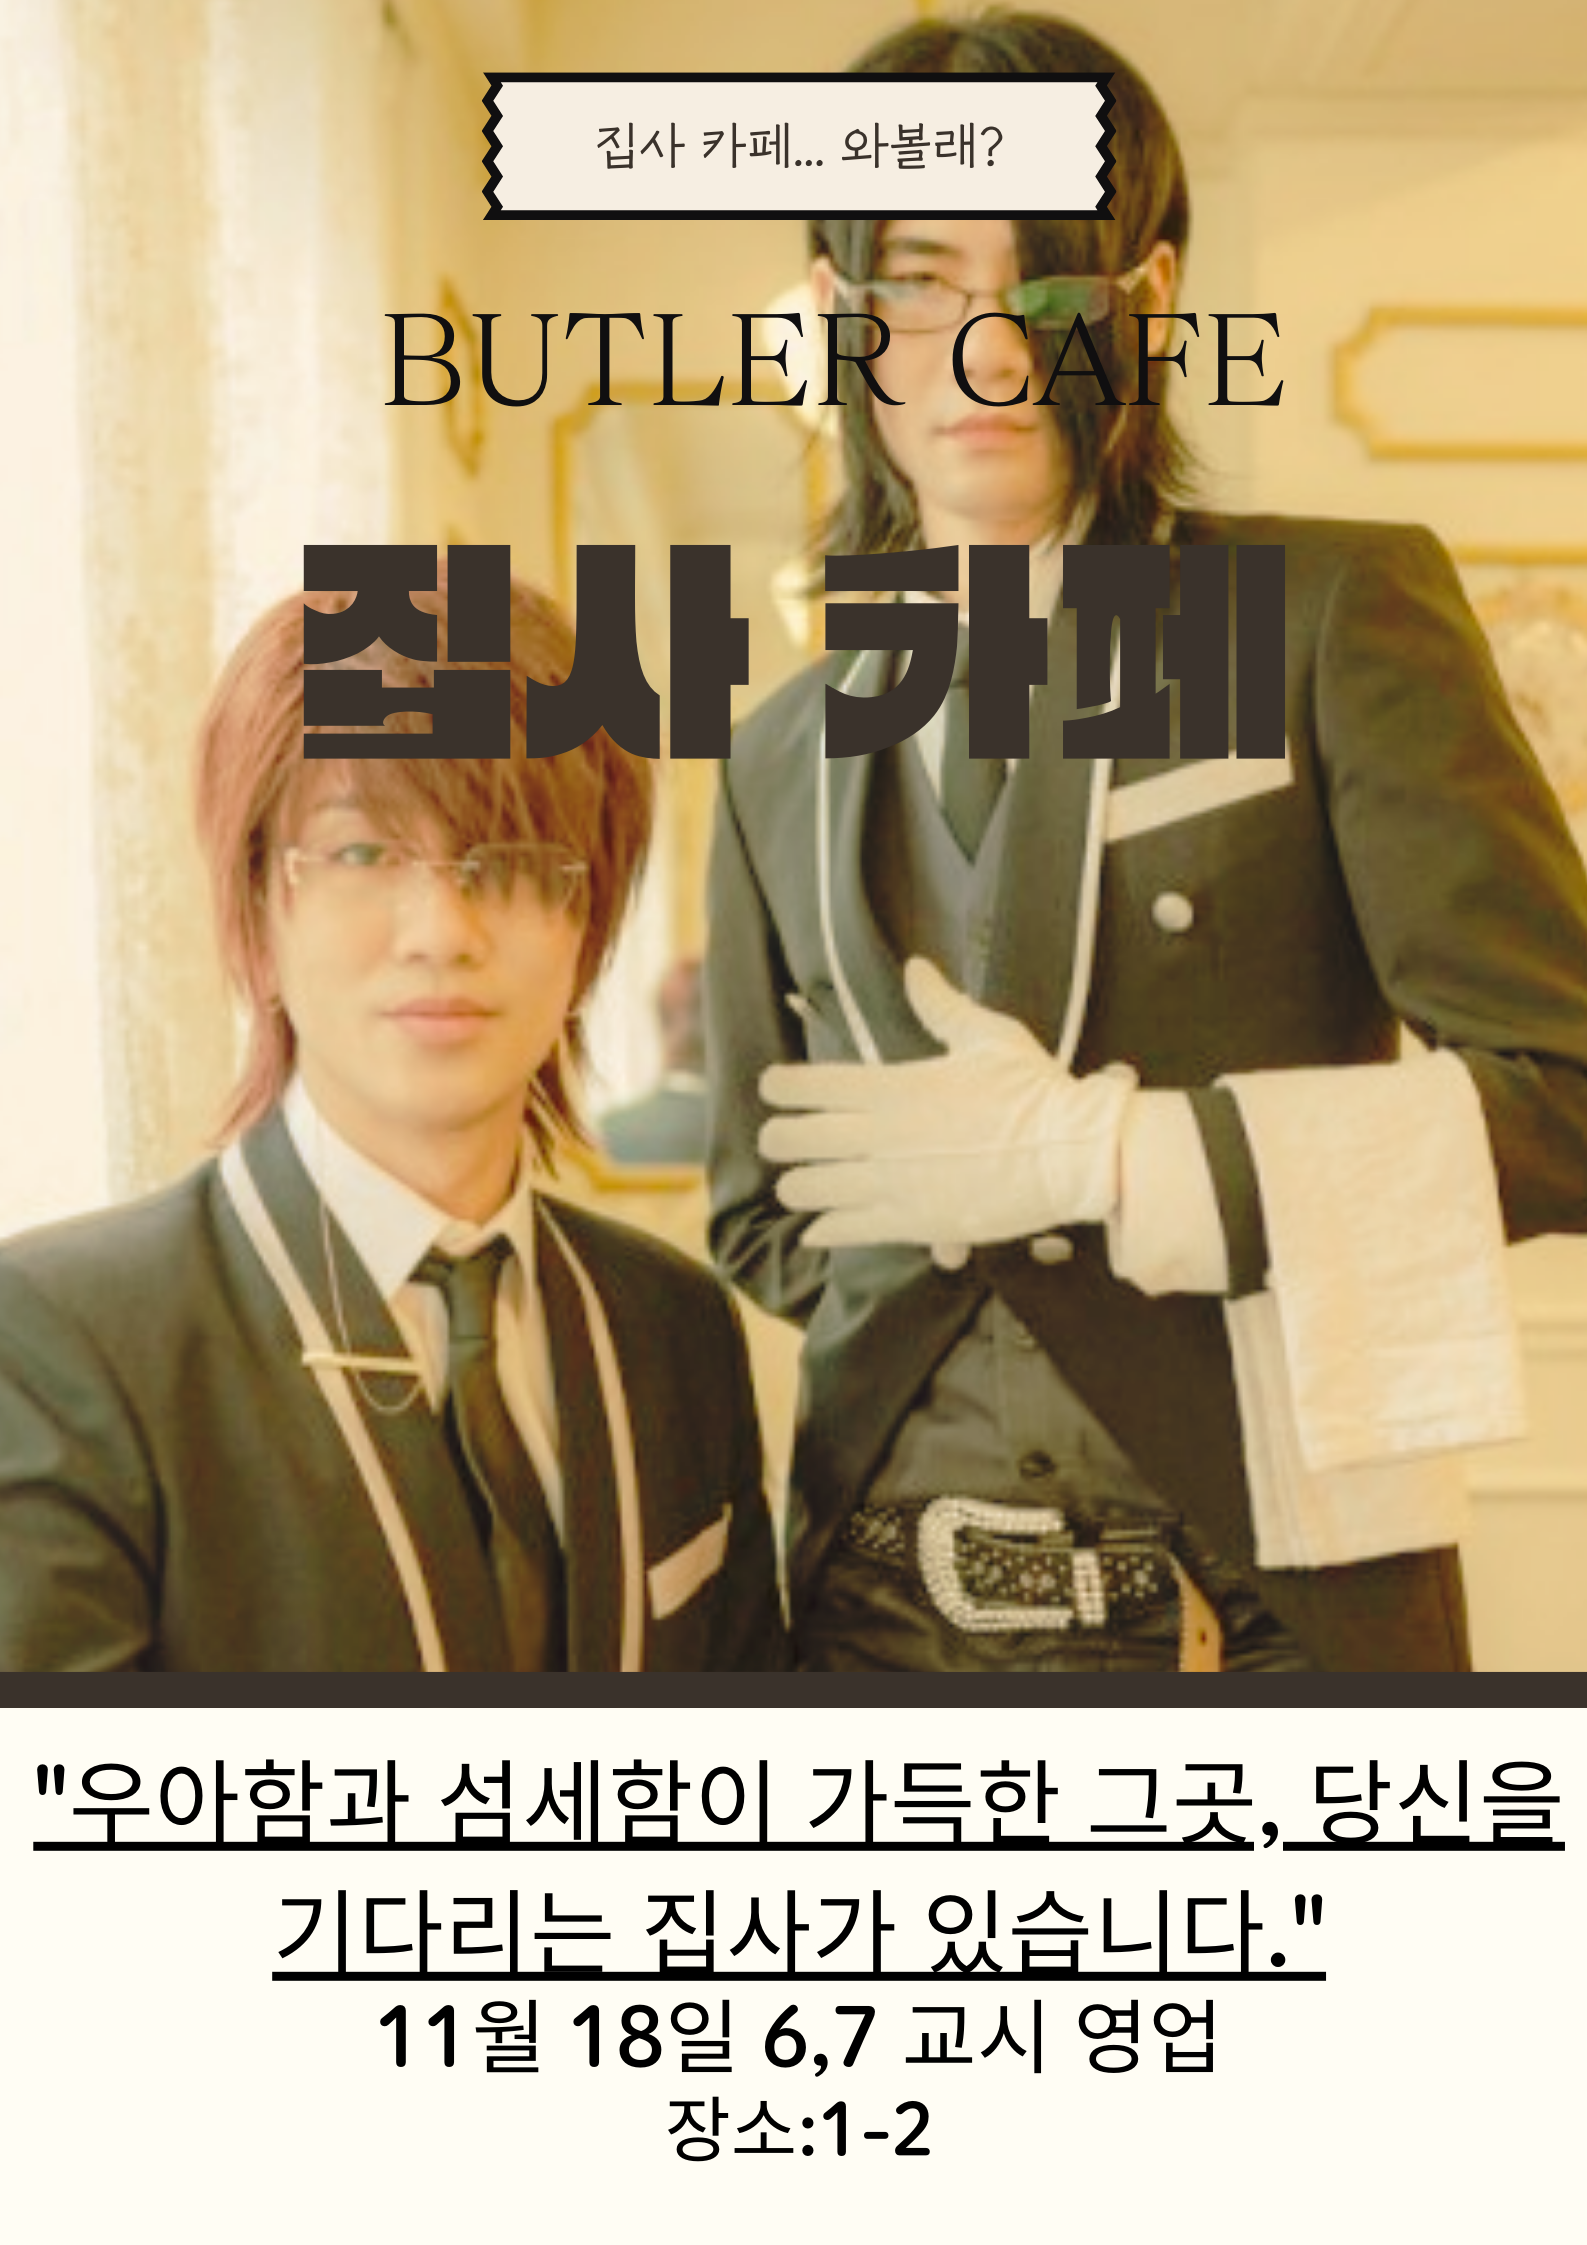 집사 카페... 와볼래?
BUTLER CAFE
집사 카페
"우아함과 섬세함이 가득한 그곳, 당신을
기다리는 집사가 있습니다."
11월 18일 6,7 교시 영업
장소:1-2